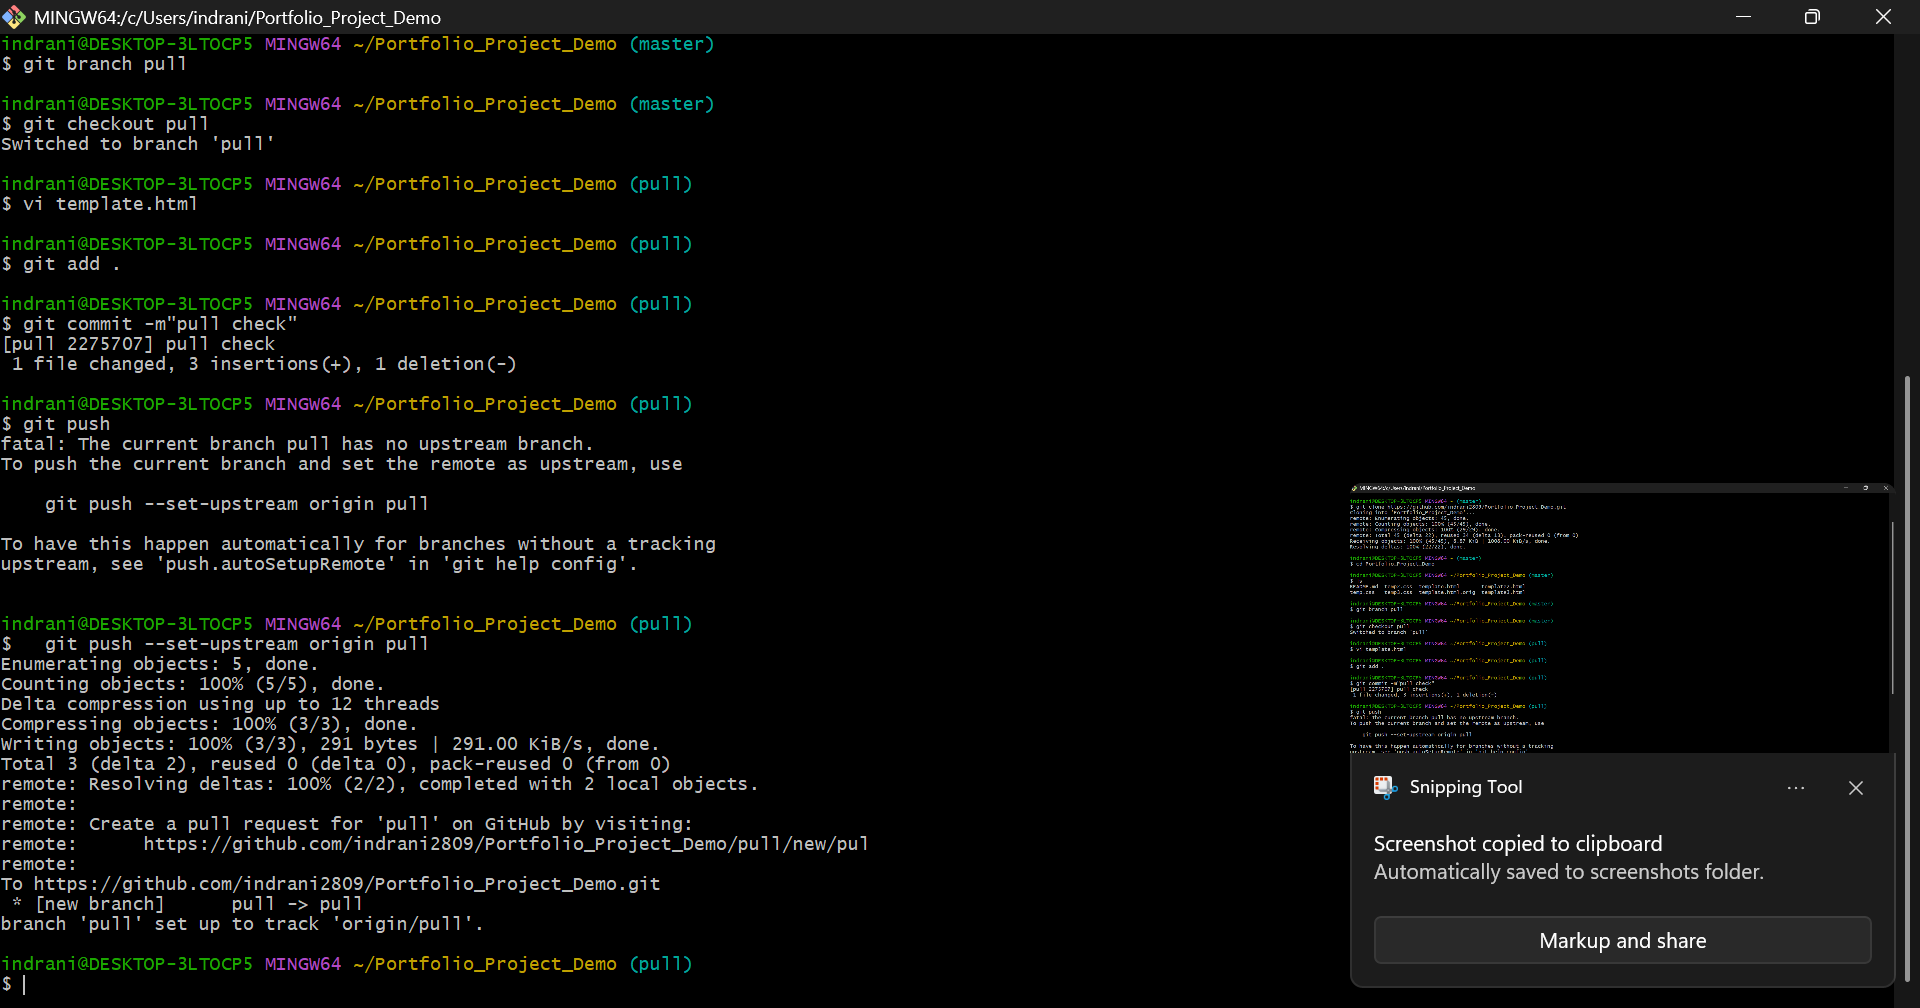 MINGW64:/c/Users/indrani/Portfolio_Project_Demo
indrani@DESKTOP-3LTOCP5 MINGW64 ~/Portfolio_Project_Demo (master)
$ git branch pull
indrani@DESKTOP-3LTOCP5 MINGW64 ~/Portfolio_Project_Demo (master)
$ git checkout pull
Switched to branch 'pull'
indrani@DESKTOP-3LTOCP5 MINGW64 ~/Portfolio_Project_Demo (pull)
$ vi template.html
indrani@DESKTOP-3LTOCP5 MINGW64 ~/Portfolio_Project_Demo (pull)
$ git add .
indrani@DESKTOP-3LTOCP5 MINGW64 ~/Portfolio_Project_Demo (pull)
$ git commit -m"pull check"
[pull 2275707] pull check
1 file changed, 3 insertions(+), 1 deletion(-)
indrani@DESKTOP-3LTOCP5 MINGW64 ~/Portfolio_Project_Demo (pull)
$ git push
fatal: The current branch pull has no upstream branch.
To push the current branch and set the remote as upstream, use
git push --set-upstream origin pull
To have this happen automatically for branches without a tracking
upstream, see 'push.autoSetupRemote' in 'git help config'.
indrani@DESKTOP-3LTOCP5 MINGW64 ~/Portfolio_Project_Demo (pull)
$   git push --set-upstream origin pull
Enumerating objects: 5, done.
Counting objects: 100% (5/5), done.
Delta compression using up to 12 threads
Compressing objects: 100% (3/3), done.
Writing objects: 100% (3/3), 291 bytes | 291.00 KiB/s, done.
Total 3 (delta 2), reused 0 (delta 0), pack-reused 0 (from 0)
remote: Resolving deltas: 100% (2/2), completed with 2 local objects.
remote:
remote: Create a pull request for 'pull' on GitHub by visiting:
remote:      https://github.com/indrani2809/Portfolio_Project_Demo/pull/new/pul
remote:
To https://github.com/indrani2809/Portfolio_Project_Demo.git
* [new branch]      pull -> pull
branch 'pull' set up to track 'origin/pull'.
indrani@DESKTOP-3LTOCP5 MINGW64 ~/Portfolio_Project_Demo (pull)
$
Snipping Tool
Screenshot copied to clipboard
Automatically saved to screenshots folder.
Markup and share